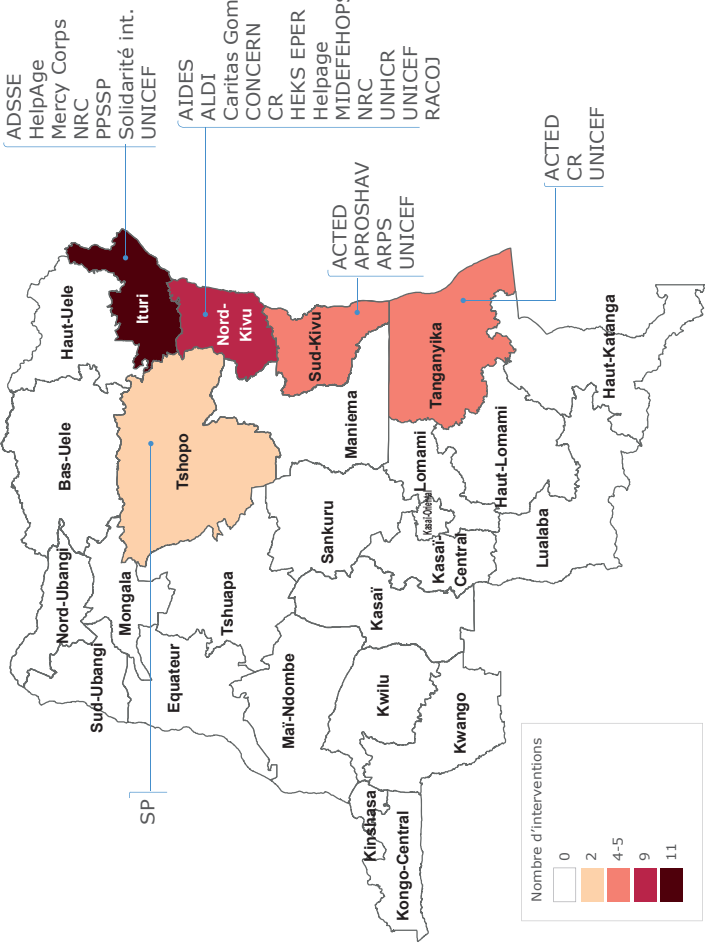 ADSSE
HelpAge
Mercy Corps
NRC
PPSSP
Solidarité int.
UNICEF
AIDES
ALDI
Caritas Gom
CONCERN
CR
HEKS EPER
Helpage
MIDEFEHOPS
NRC
UNHCR
UNICEF
RACOJ
ACTED
APROSHAV
ARPS
UNICEF
ACTED
CR
UNICEF
SP
Haut-Uele
Ituri
Nord-
Kivu
Sud-Kivu
Tanganyika
Haut-Katanga
Bas-Uele
Tshopo
Maniema
Lomami
Haut-Lomami
Nord-Ubangi
Mongala
Tshuapa
Sankuru
Kasaï-Oriental
Kasaï-
Central
Lualaba
Sud-Ubangi
Equateur
Maï-Ndombe
Kasaï
Kwilu
Kwango
Kinshasa
Kongo-Central
Nombre d'interventions
0
2
4-5
9
11